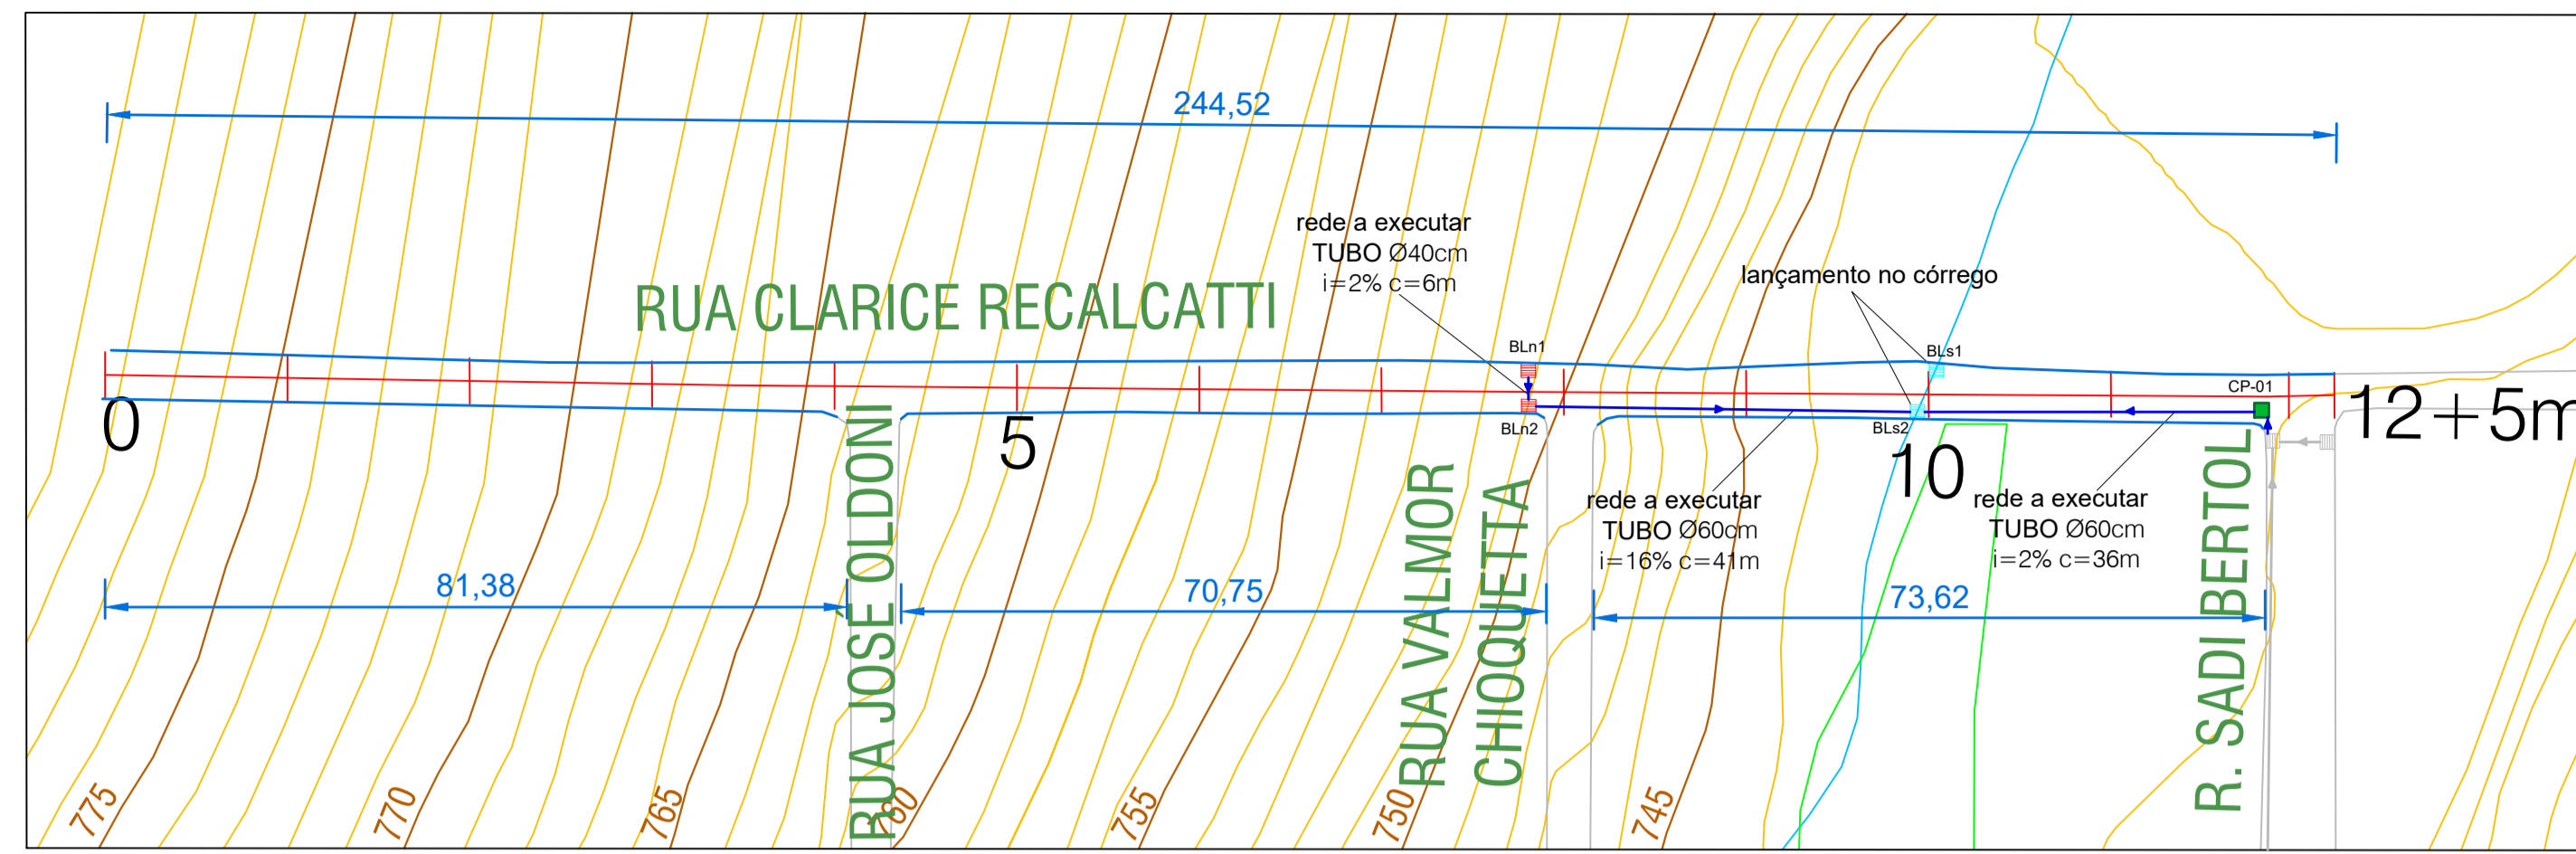 244,52
rede a executar
TUBO Ø40cm
i=2% c=6m
lançamento no córrego
RUA CLARICE RECALCATTI
BLn1
BLs1
CP-01
0
5
BLn2
BLs2
10
12+5m
RUA JOSÉ OLDONI
RUA VALMOR
CHIOQUETTA
rede a executar
TUBO Ø60cm
i=16% c=41m
rede a executar
TUBO Ø60cm
i=2% c=36m
R. SADI BERTOL
81,38
70,75
73,62
775
770
765
760
755
750
745